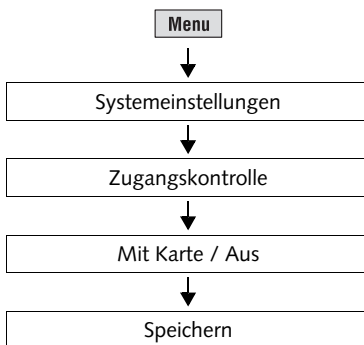 Menu
Systemeinstellungen
Zugangskontrolle
Mit Karte / Aus
Speichern